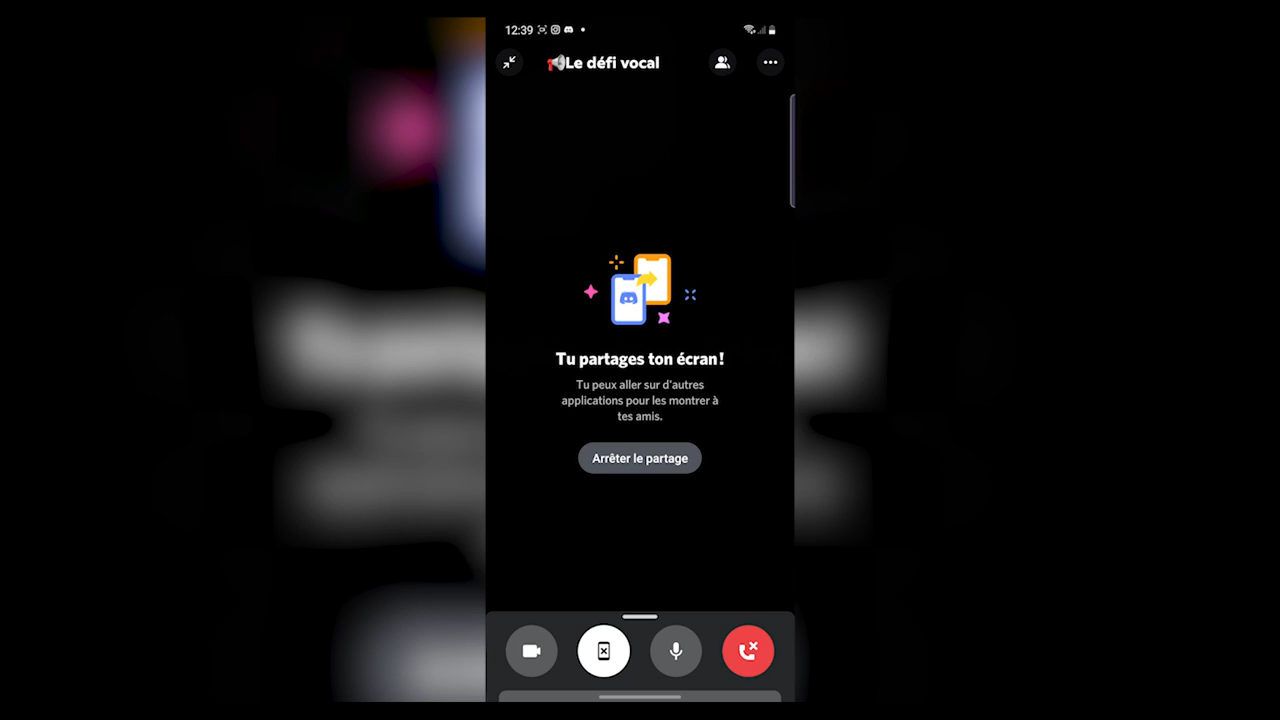 12:39
📢Le défi vocal
Tu partages ton écran !
Tu peux aller sur d'autres
applications pour les montrer à
tes amis.
Arrêter le partage